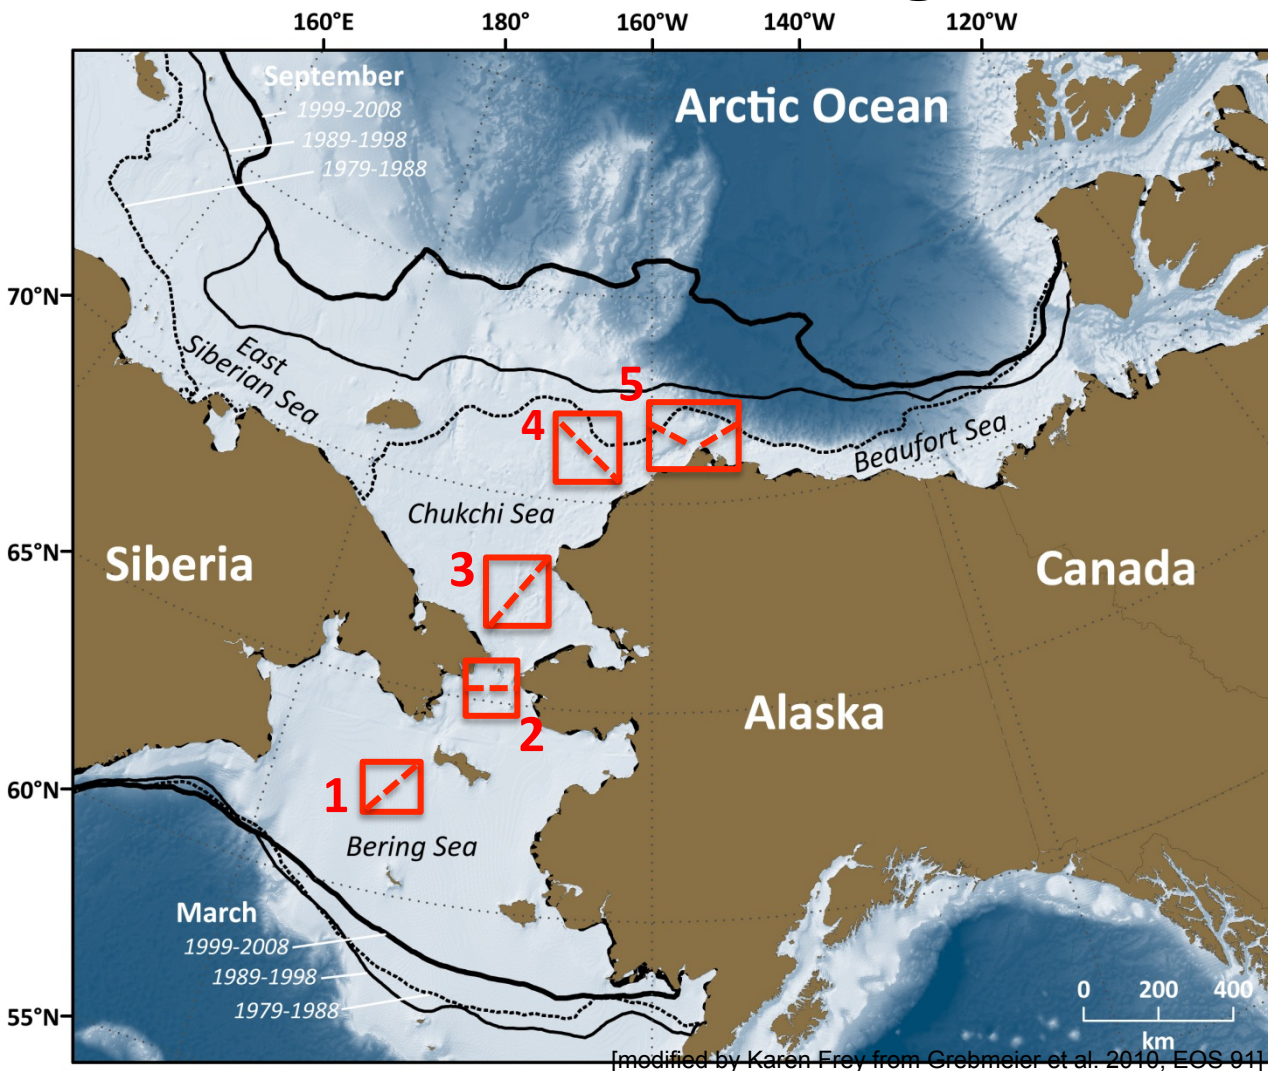 160°E 180° 160°W 140°W 120°W
September
1999-2008
1989-1998
1979-1988
Arctic Ocean
70°N
East
Siberian Sea
5
4
Beaufort Sea
Chukchi Sea
65°N
Siberia
3
Canada
Alaska
2
60°N
1
Bering Sea
March
1999-2008
1989-1998
1979-1988
0 200 400
km
55°N
[modified by Karen Frey from Grebmeier et al. 2010, EOS 91]